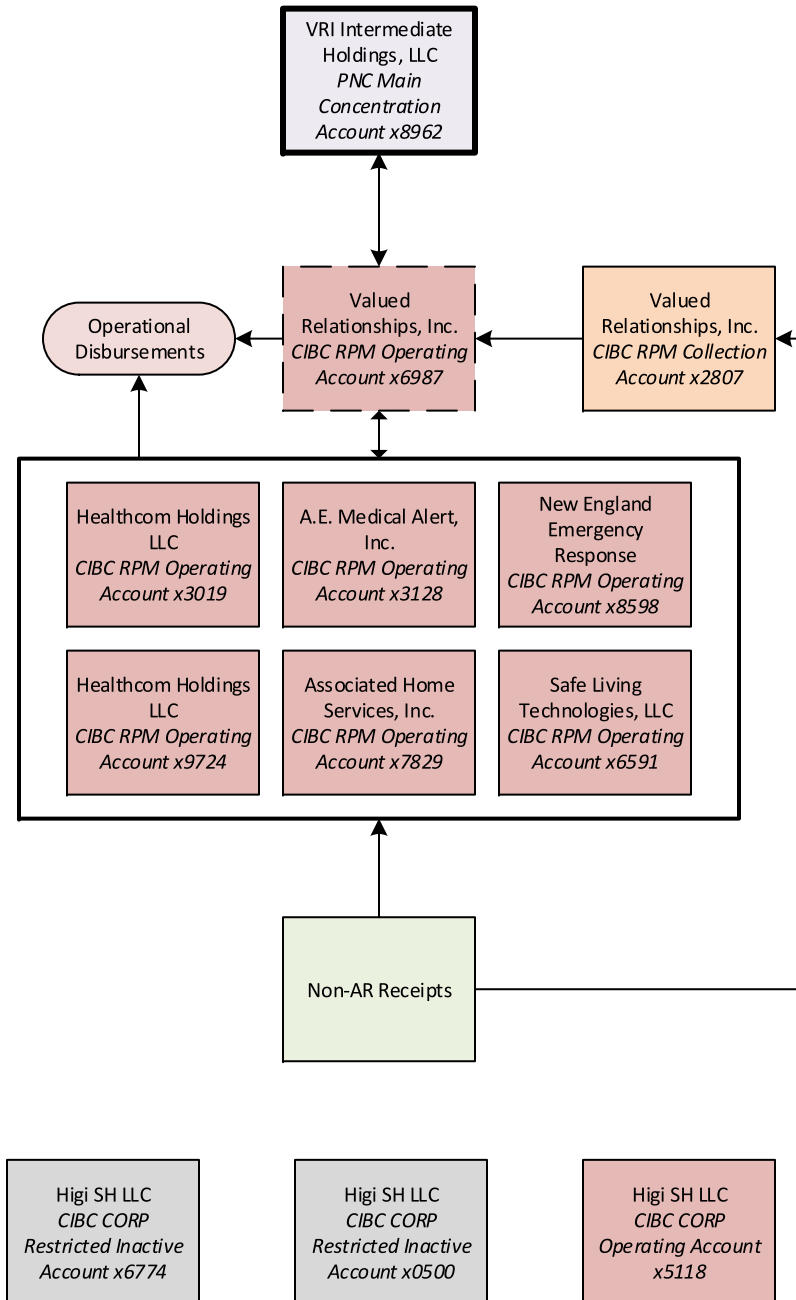 VRI Intermediate
Holdings, LLC
PNC Main
Concentration
Account x8962
Operational
Disbursements
Valued
Relationships, Inc.
CIBC RPM Operating
Account x6987
Valued
Relationships, Inc.
CIBC RPM Collection
Account x2807
Healthcom Holdings
LLC
CIBC RPM Operating
Account x3019
A.E. Medical Alert,
Inc.
CIBC RPM Operating
Account x3128
New England
Emergency
Response
CIBC RPM Operating
Account x8598
Healthcom Holdings
LLC
CIBC RPM Operating
Account x9724
Associated Home
Services, Inc.
CIBC RPM Operating
Account x7829
Safe Living
Technologies, LLC
CIBC RPM Operating
Account x6591
Non-AR Receipts
Higi SH LLC
CIBC CORP
Restricted Inactive
Account x6774
Higi SH LLC
CIBC CORP
Restricted Inactive
Account x0500
Higi SH LLC
CIBC CORP
Operating Account
x5118